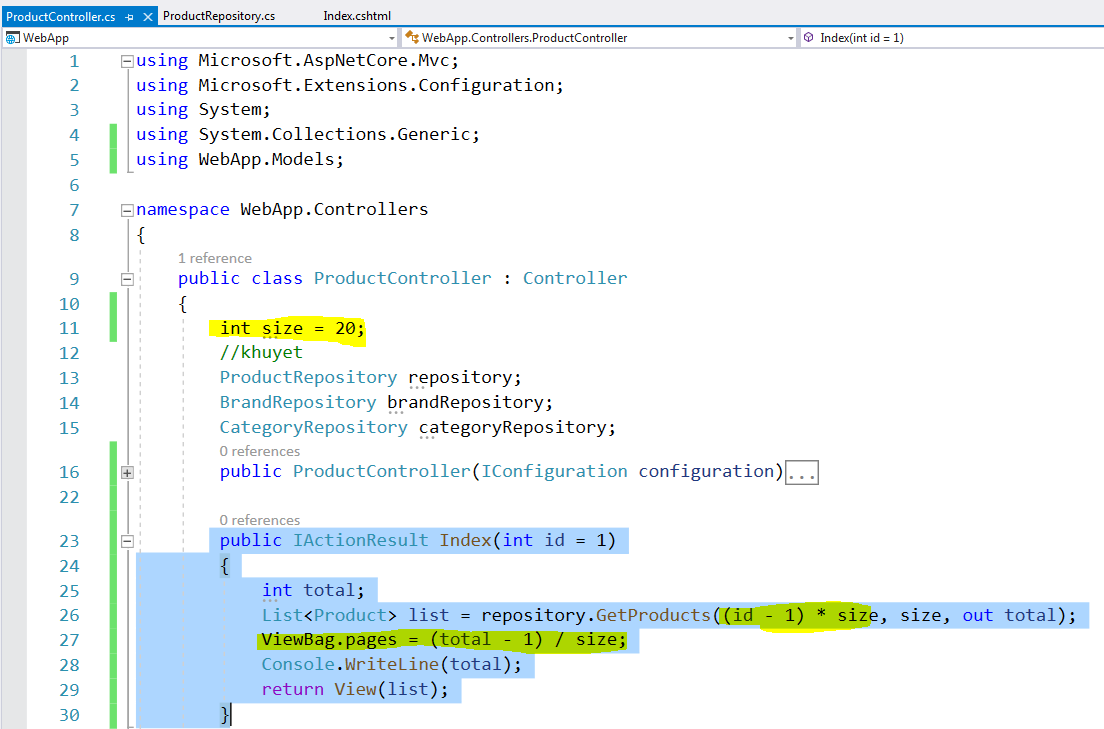 ProductController.cs ProductRepository.cs Index.cshtml
WebApp WebApp.Controllers.ProductController Index(int id = 1)
1 using Microsoft.AspNetCore.Mvc;
2 using Microsoft.Extensions.Configuration;
3 using System;
4 using System.Collections.Generic;
5 using WebApp.Models;
6
7 namespace WebApp.Controllers
8 {
1 reference
9 public class ProductController : Controller
10 {
11 int size = 20;
12 //khuyet
13 ProductRepository repository;
14 BrandRepository brandRepository;
15 CategoryRepository categoryRepository;
0 references
16 public ProductController(IConfiguration configuration)...
22
0 references
23 public IActionResult Index(int id = 1)
24 {
25 int total;
26 List<Product> list = repository.GetProducts((id - 1) * size, size, out total);
27 ViewBag.pages = (total - 1) / size;
28 Console.WriteLine(total);
29 return View(list);
30 }